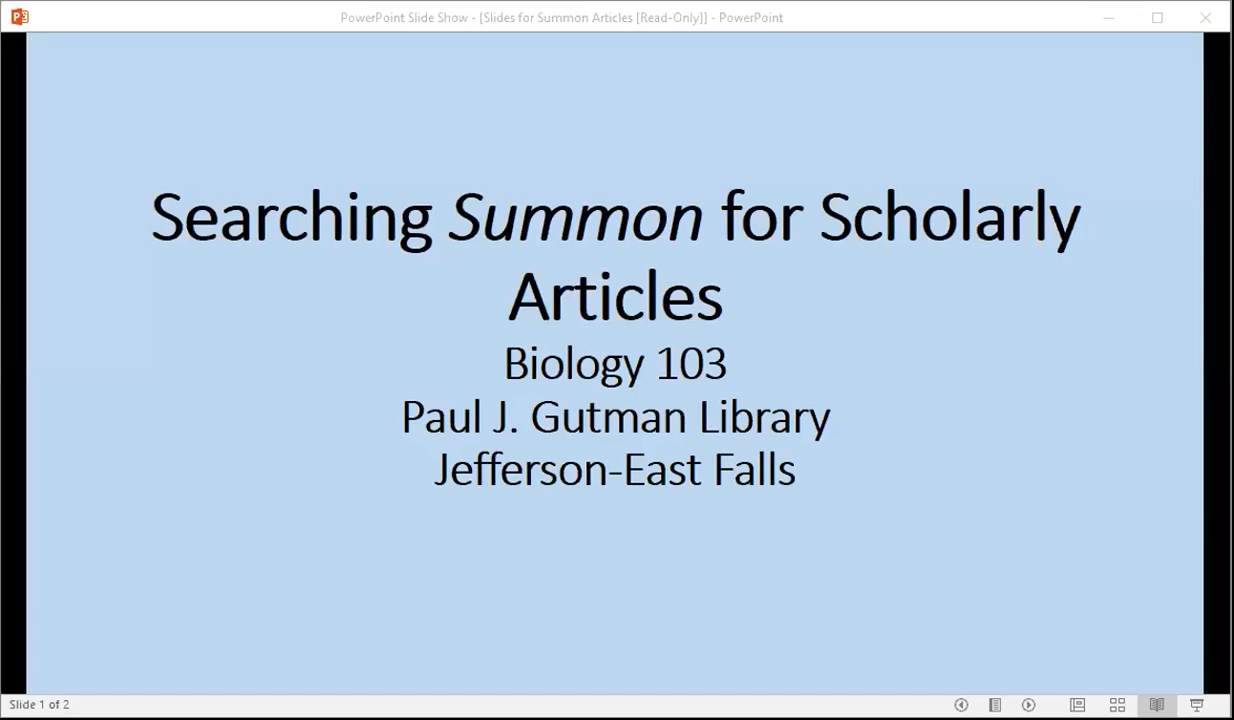 PowerPoint Slide Show - [Slides for Summon Articles [Read-Only]] - PowerPoint
Searching Summon for Scholarly
Articles
Biology 103
Paul J. Gutman Library
Jefferson-East Falls
Slide 1 of 2